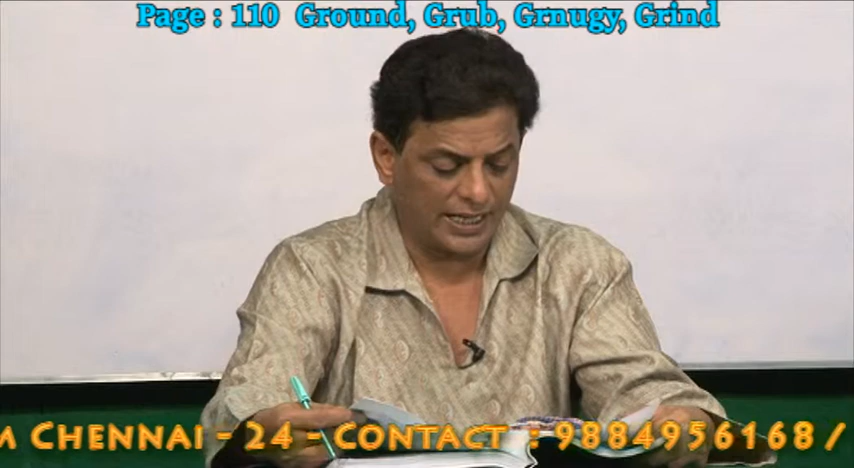 Page : 110 Ground, Grub, Grnugy, Grind
M CHENNAI - 24 - CONTACT : 9884956168 /